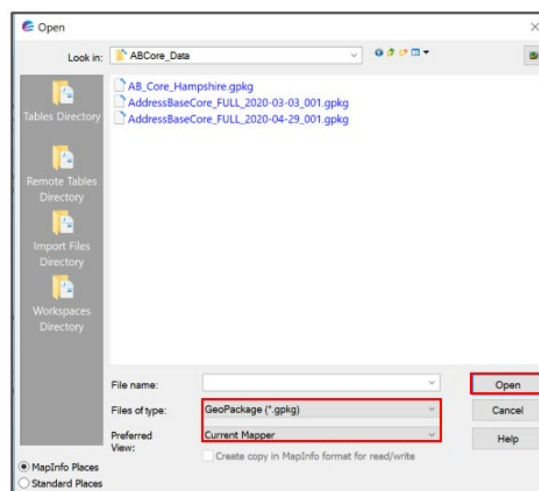 Open
Look in: ABCore_Data
AB_Core_Hampshire.gpkg
AddressBaseCore_FULL_2020-03-03_001.gpkg
AddressBaseCore_FULL_2020-04-29_001.gpkg
Tables Directory
Remote Tables
Directory
Import Files
Directory
Workspaces
Directory
File name:
Open
Files of type: GeoPackage (*.gpkg)
Cancel
Preferred
View:
Current Mapper
Help
Create copy in MapInfo format for read/write
MapInfo Places
Standard Places